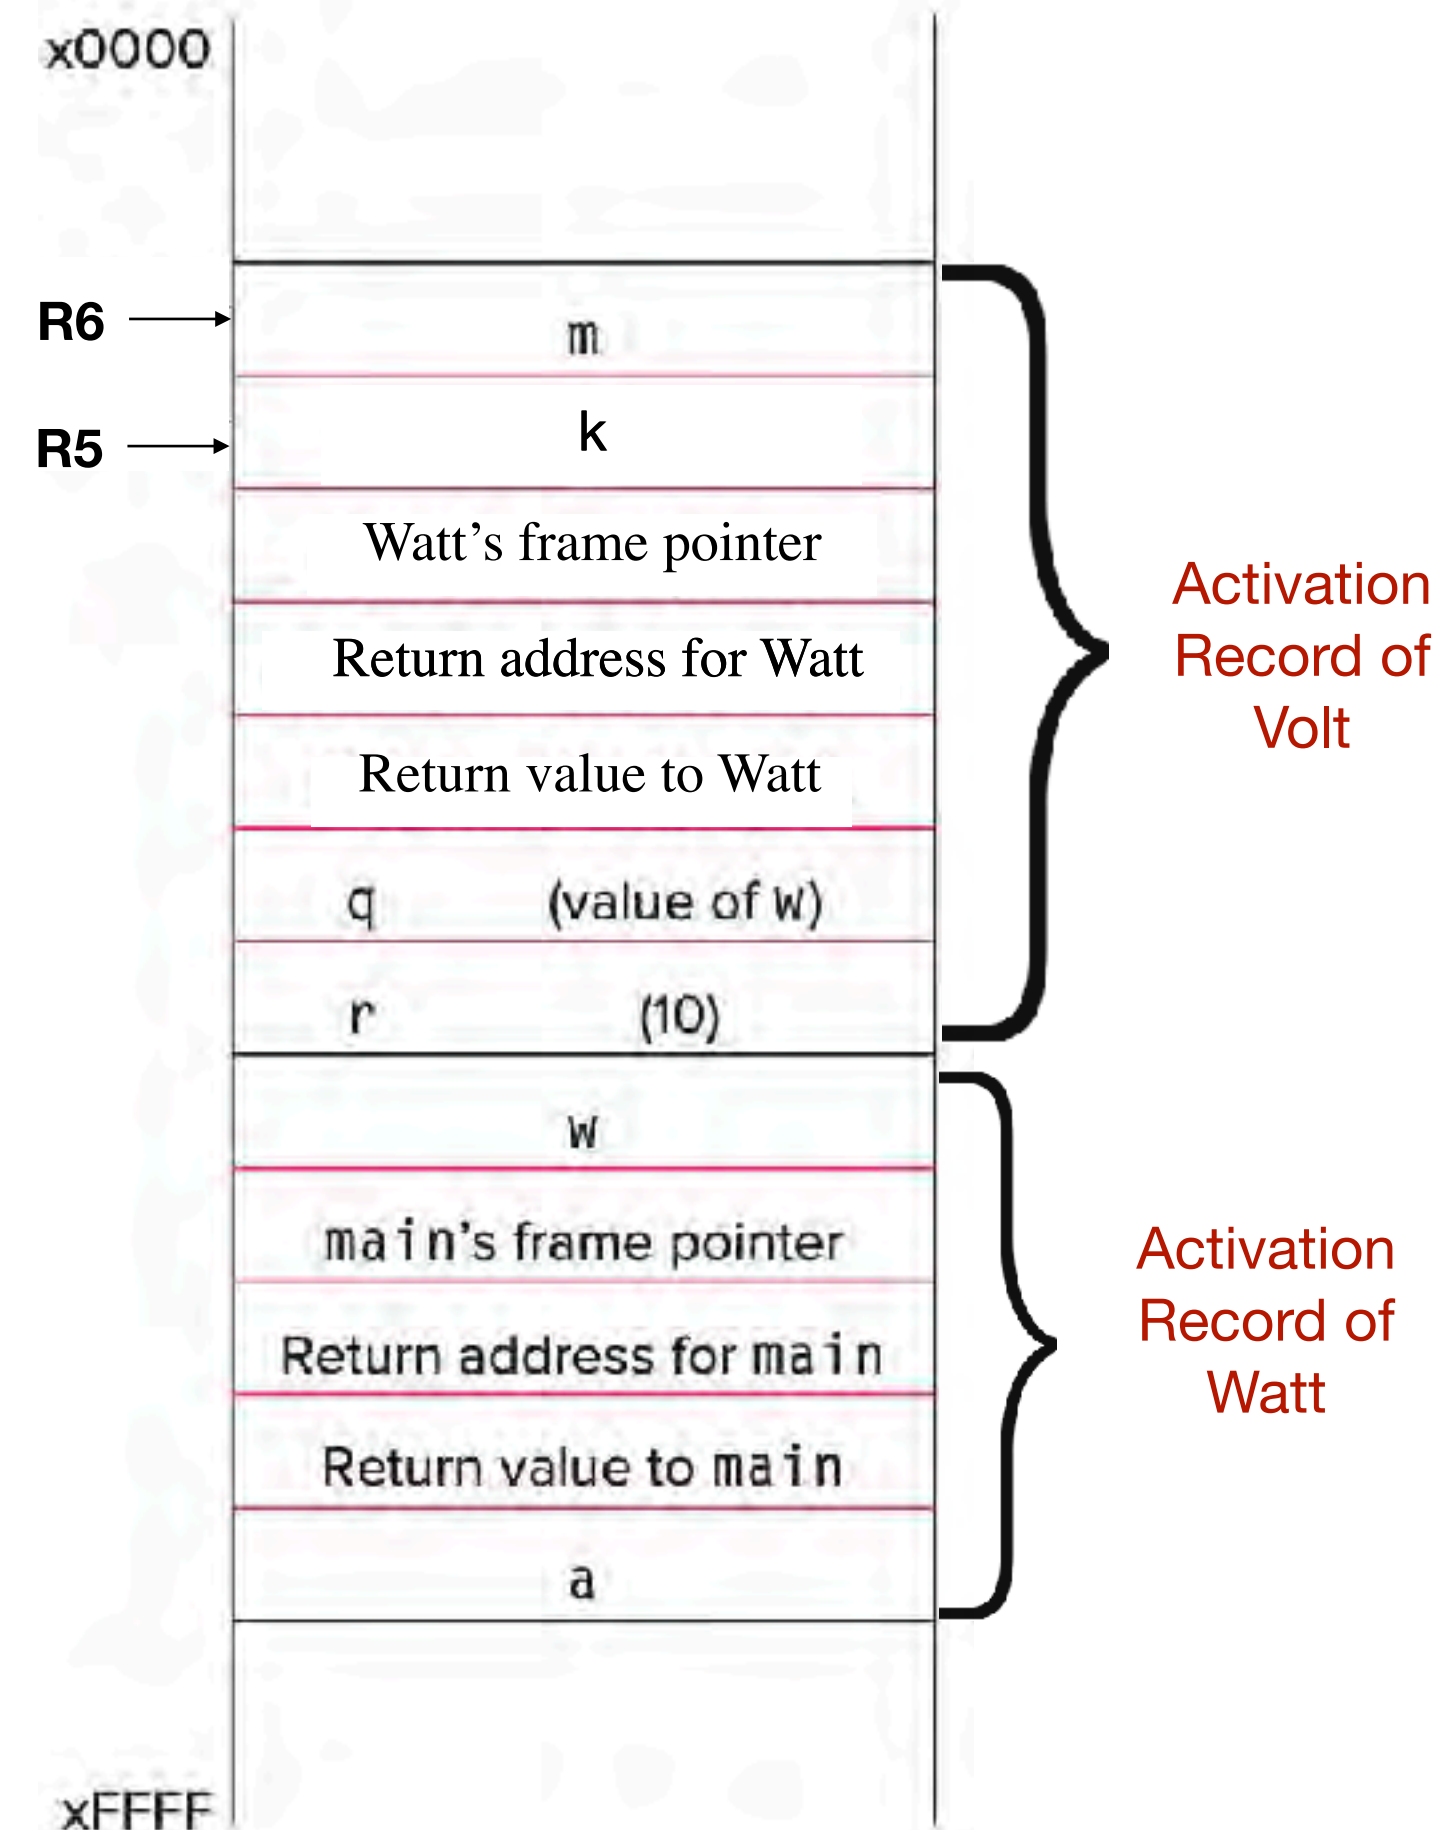 x0000
R6
m
R5
k
Watt's frame pointer
Return address for Watt
Return value to Watt
q (value of w)
r (10)
Activation
Record of
Volt
w
main's frame pointer
Return address for main
Return value to main
a
Activation
Record of
Watt
xFFFF